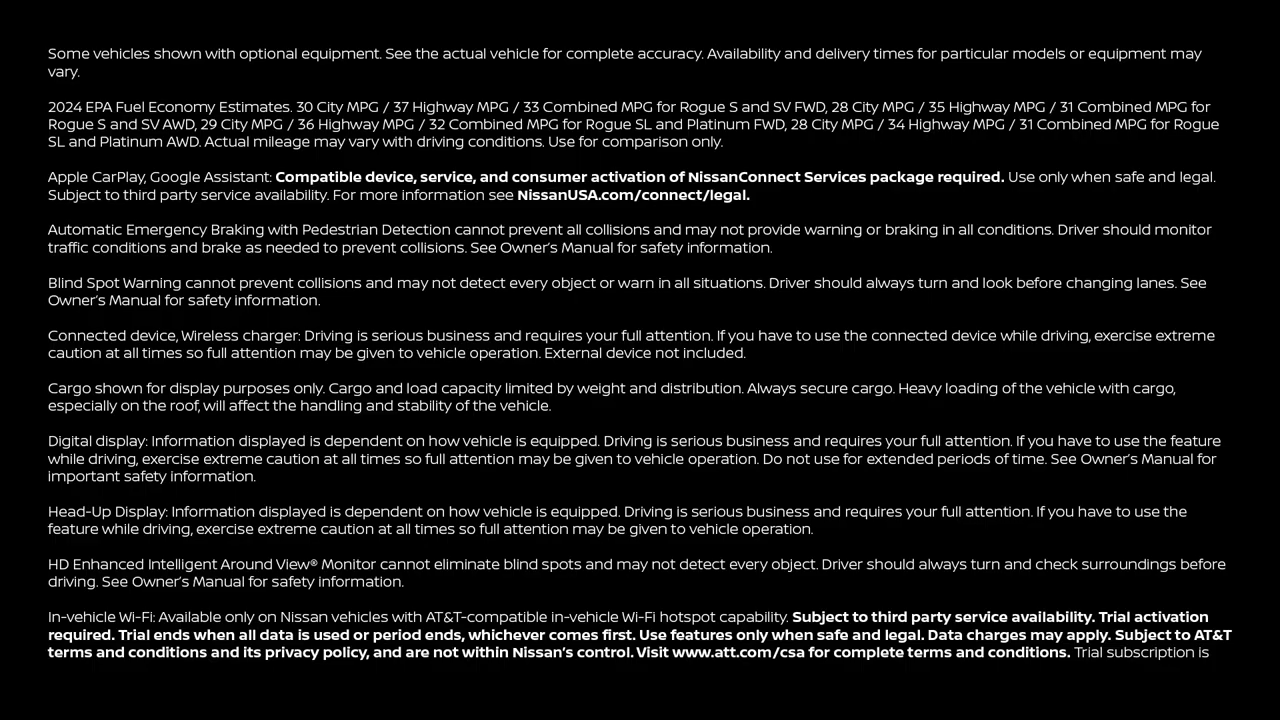 Some vehicles shown with optional equipment. See the actual vehicle for complete accuracy. Availability and delivery times for particular models or equipment may
vary.
2024 EPA Fuel Economy Estimates. 30 City MPG / 37 Highway MPG / 33 Combined MPG for Rogue S and SV FWD, 28 City MPG / 35 Highway MPG / 31 Combined MPG for
Rogue S and SV AWD, 29 City MPG / 36 Highway MPG / 32 Combined MPG for Rogue SL and Platinum FWD, 28 City MPG / 34 Highway MPG / 31 Combined MPG for Rogue
SL and Platinum AWD. Actual mileage may vary with driving conditions. Use for comparison only.
Apple CarPlay, Google Assistant: Compatible device, service, and consumer activation of NissanConnect Services package required. Use only when safe and legal.
Subject to third party service availability. For more information see NissanUSA.com/connect/legal.
Automatic Emergency Braking with Pedestrian Detection cannot prevent all collisions and may not provide warning or braking in all conditions. Driver should monitor
traffic conditions and brake as needed to prevent collisions. See Owner's Manual for safety information.
Blind Spot Warning cannot prevent collisions and may not detect every object or warn in all situations. Driver should always turn and look before changing lanes. See
Owner's Manual for safety information.
Connected device, Wireless charger: Driving is serious business and requires your full attention. If you have to use the connected device while driving, exercise extreme
caution at all times so full attention may be given to vehicle operation. External device not included.
Cargo shown for display purposes only. Cargo and load capacity limited by weight and distribution. Always secure cargo. Heavy loading of the vehicle with cargo,
especially on the roof, will affect the handling and stability of the vehicle.
Digital display: Information displayed is dependent on how vehicle is equipped. Driving is serious business and requires your full attention. If you have to use the feature
while driving, exercise extreme caution at all times so full attention may be given to vehicle operation. Do not use for extended periods of time. See Owner's Manual for
important safety information.
Head-Up Display: Information displayed is dependent on how vehicle is equipped. Driving is serious business and requires your full attention. If you have to use the
feature while driving, exercise extreme caution at all times so full attention may be given to vehicle operation.
HD Enhanced Intelligent Around View® Monitor cannot eliminate blind spots and may not detect every object. Driver should always turn and check surroundings before
driving. See Owner's Manual for safety information.
In-vehicle Wi-Fi: Available only on Nissan vehicles with AT&T-compatible in-vehicle Wi-Fi hotspot capability. Subject to third party service availability. Trial activation
required. Trial ends when all data is used or period ends, whichever comes first. Use features only when safe and legal. Data charges may apply. Subject to AT&T
terms and conditions and its privacy policy, and are not within Nissan's control. Visit www.att.com/csa for complete terms and conditions. Trial subscription is